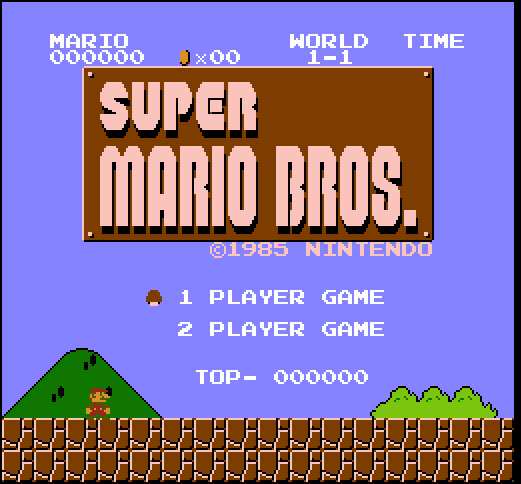 MARIO WORLD TIME
000000 ×00 1-1
SUPER
MARIO BROS.
©1985 NINTENDO
1 PLAYER GAME
2 PLAYER GAME
TOP- 000000